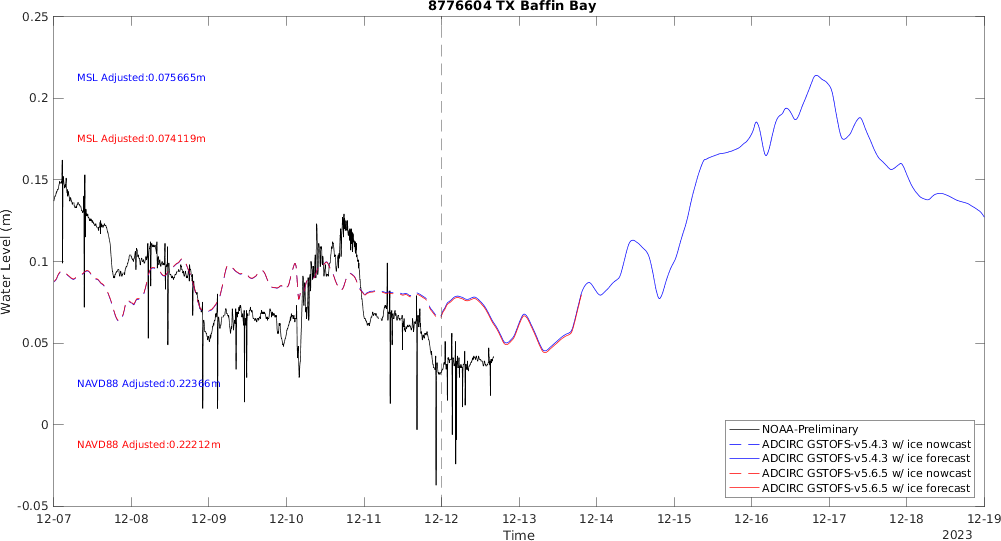 8776604 TX Baffin Bay
0.25
0.2
0.15
0.1
0.05
0
-0.05
Water Level (m)
MSL Adjusted:0.075665m
MSL Adjusted:0.074119m
NAVD88 Adjusted:0.22366m
NAVD88 Adjusted:0.22212m
NOAA-Preliminary
ADCIRC GSTOFS-v5.4.3 w/ ice nowcast
ADCIRC GSTOFS-v5.4.3 w/ ice forecast
ADCIRC GSTOFS-v5.6.5 w/ ice nowcast
ADCIRC GSTOFS-v5.6.5 w/ ice forecast
12-07 12-08 12-09 12-10 12-11 12-12 12-13 12-14 12-15 12-16 12-17 12-18 12-19
Time
2023